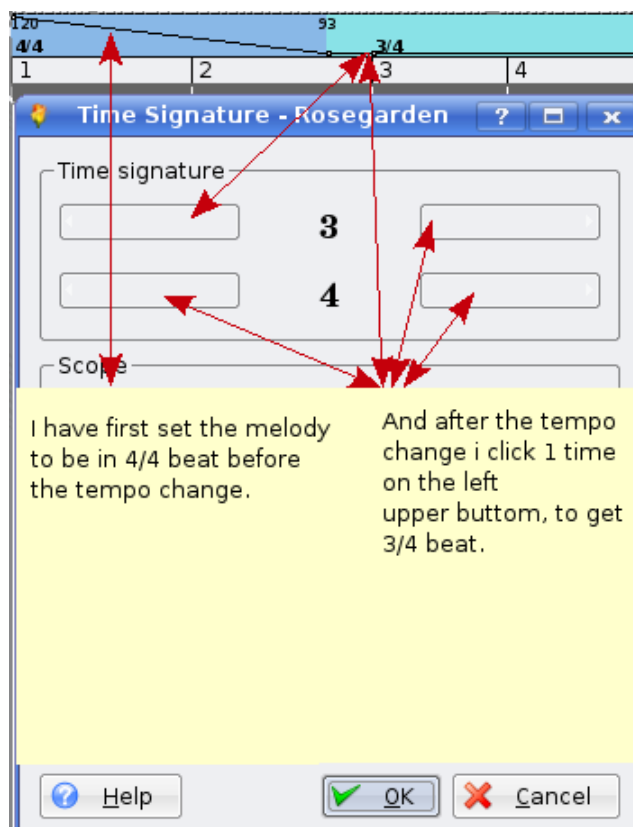 120 93
4/4 3/4
1 2 3 4
Time Signature - Rosegarden ?
Time signature
3
4
Scope
I have first set the melody
to be in 4/4 beat before
the tempo change.
And after the tempo
change i click 1 time
on the left
upper buttom, to get
3/4 beat.
Help OK Cancel